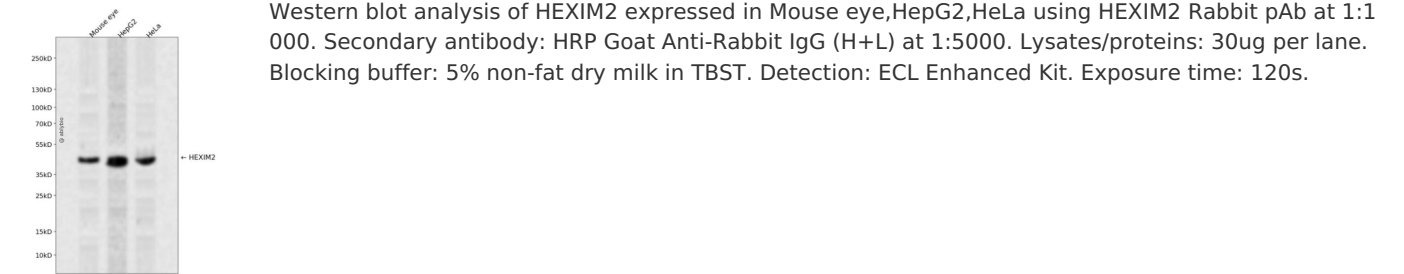 Mouse eye
HepG2
HeLa
250kD
130kD
100kD
70kD
55kD
35kD
25kD
15kD
10kD
← HEXIM2
Western blot analysis of HEXIM2 expressed in Mouse eye,HepG2,HeLa using HEXIM2 Rabbit pAb at 1:1
000. Secondary antibody: HRP Goat Anti-Rabbit IgG (H+L) at 1:5000. Lysates/proteins: 30ug per lane.
Blocking buffer: 5% non-fat dry milk in TBST. Detection: ECL Enhanced Kit. Exposure time: 120s.